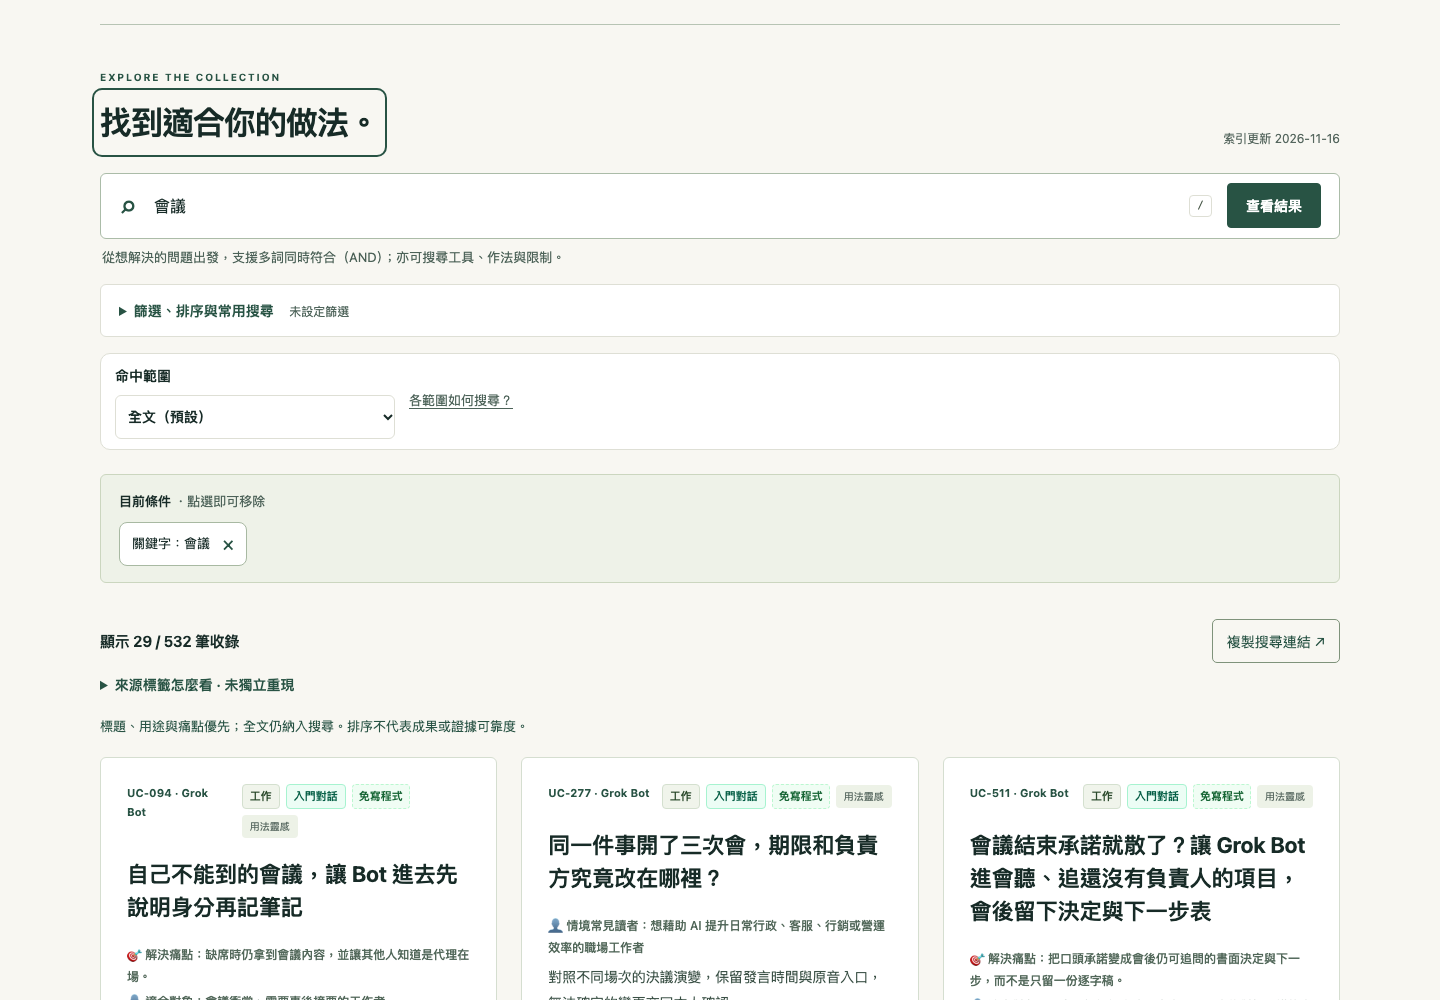 EXPLORE THE COLLECTION
找到適合你的做法。
索引更新 2026-11-16
會議
/
查看結果
從想解決的問題出發,支援多詞同時符合(AND);亦可搜尋工具、作法與限制。
篩選、排序與常用搜尋 未設定篩選
命中範圍
全文(預設)
各範圍如何搜尋?
目前條件 · 點選即可移除
關鍵字:會議 ×
顯示 29 / 532 筆收錄
複製搜尋連結 ↗
來源標籤怎麼看 · 未獨立重現
標題、用途與痛點優先;全文仍納入搜尋。排序不代表成果或證據可靠度。
UC-094 · Grok
Bot
工作 入門對話 免寫程式
用法靈感
自己不能到的會議,讓 Bot 進去先
說明身分再記筆記
🎯 解決痛點:缺席時仍拿到會議內容,並讓其他人知道是代理在
場。
UC-277 · Grok Bot
工作 入門對話 免寫程式 用法靈感
同一件事開了三次會,期限和負責
方究竟改在哪裡?
👤 情境常見讀者:想藉助 AI 提升日常行政、客服、行銷或營運
效率的職場工作者
對照不同場次的決議演變,保留發言時間與原音入口,
UC-511 · Grok Bot
工作 入門對話 免寫程式 用法靈感
會議結束承諾就散了?讓 Grok Bot
進會聽、追還沒有負責人的項目,
會後留下決定與下一步表
🎯 解決痛點:把口頭承諾變成會後仍可追問的書面決定與下一
步,而不是只留一份逐字稿。